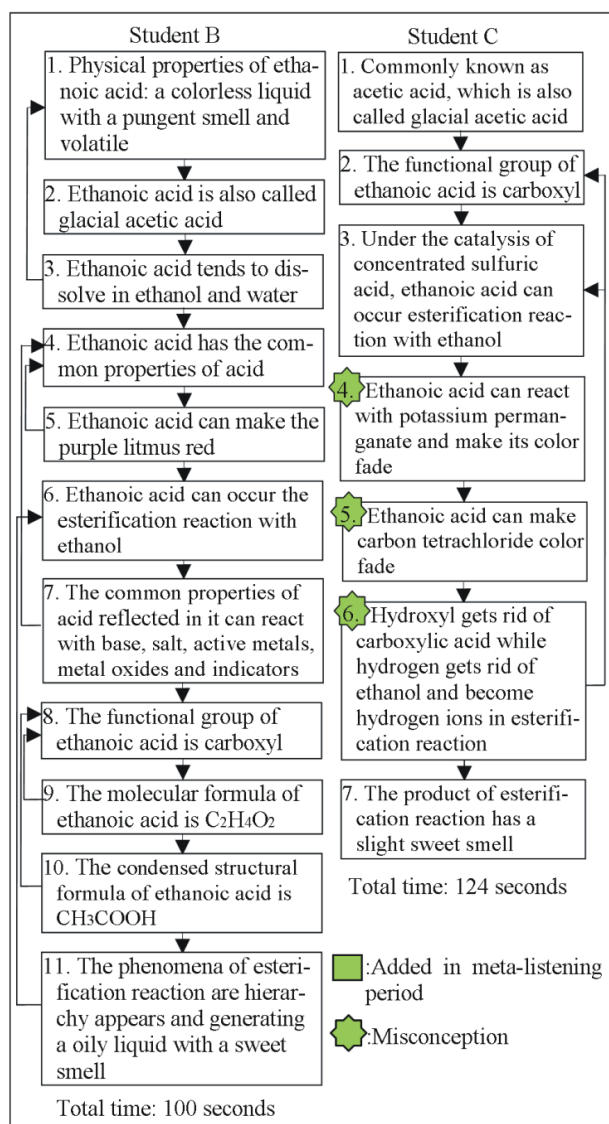 Student B
1. Physical properties of etha-
noic acid: a colorless liquid
with a pungent smell and
volatile
2. Ethanoic acid is also called
glacial acetic acid
3. Ethanoic acid tends to dis-
solve in ethanol and water
4. Ethanoic acid has the com-
mon properties of acid
5. Ethanoic acid can make the
purple litmus red
6. Ethanoic acid can occur the
esterification reaction with
ethanol
7. The common properties of
acid reflected in it can react
with base, salt, active metals,
metal oxides and indicators
8. The functional group of
ethanoic acid is carboxyl
9. The molecular formula of
ethanoic acid is C₂H₄O₂
10. The condensed structural
formula of ethanoic acid is
CH₃COOH
11. The phenomena of esteri-
fication reaction are hierar-
chy appears and generating
a oily liquid with a sweet
smell
Total time: 100 seconds
Student C
1. Commonly known as
acetic acid, which is also
called glacial acetic acid
2. The functional group of
ethanoic acid is carboxyl
3. Under the catalysis of
concentrated sulfuric
acid, ethanoic acid can
occur esterification reac-
tion with ethanol
4. Ethanoic acid can react
with potassium perman-
ganate and make its color
fade
5. Ethanoic acid can make
carbon tetrachloride color
fade
6. Hydroxyl gets rid of
carboxylic acid while
hydrogen gets rid of
ethanol and become
hydrogen ions in esterifi-
cation reaction
7. The product of esterifi-
cation reaction has a
slight sweet smell
Total time: 124 seconds
:Added in meta-listening
period
:Misconception